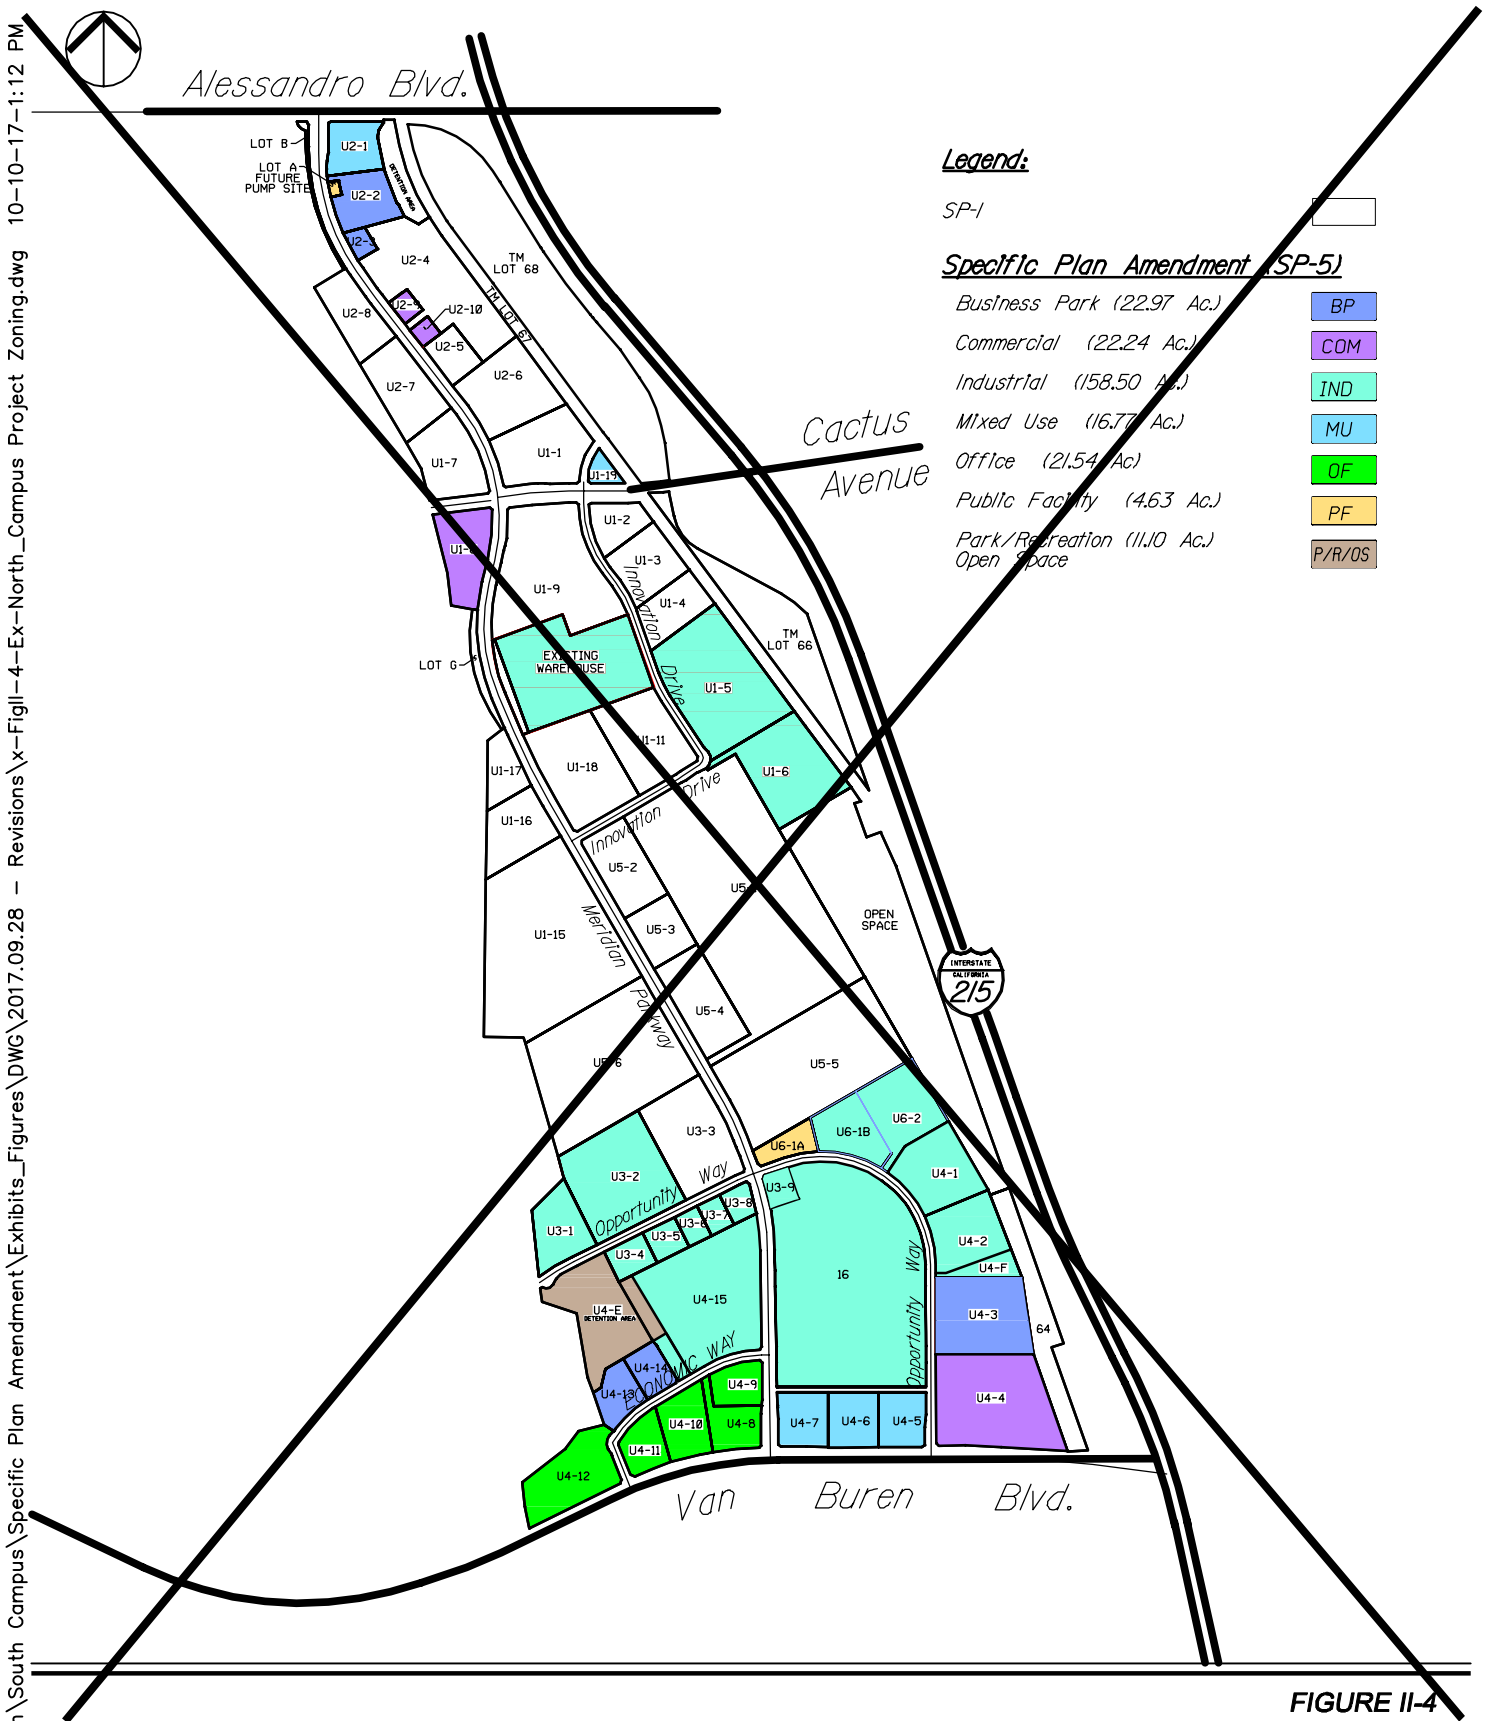 n\South Campus\Specific Plan Amendment\Exhibits_Figures\DWG\2017.09.28 - Revisions\x-FigII-4-Ex-North_Campus Project Zoning.dwg 10-10-17-1:12 PM
Alessandro Blvd.
LOT B
U2-1
LOT A
FUTURE
PUMP SITE
DETENTION AREA
U2-2
U2-3
U2-4
TM
LOT 68
TM LOT 67
U2-9
U2-10
U2-8
U2-5
U2-7
U2-6
Legend:
SP-1
Specific Plan Amendment (SP-5)
Business Park (22.97 Ac.)
BP
Commercial (22.24 Ac.)
COM
Industrial (158.50 Ac.)
IND
Mixed Use (16.77 Ac.)
MU
Office (21.54 Ac)
OF
Public Facility (4.63 Ac.)
PF
Park/Recreation (11.10 Ac.)
Open Space
P/R/OS
Cactus
Avenue
U1-7
U1-1
U1-19
U1-2
U1-3
U1-9
U1-4
Innovation
Drive
TM
LOT 66
EXISTING
WAREHOUSE
LOT G
U1-5
U1-11
U1-17
U1-18
U1-6
Innovation Drive
U1-16
U5-2
U1-15
U5-3
OPEN
SPACE
Meridian
Parkway
INTERSTATE
CALIFORNIA
215
U5-4
U5-6
U5-5
U6-2
U3-3
U6-1A
U6-1B
U4-1
U3-2
Opportunity Way
U3-9
U3-1
U3-8
U3-7
U3-6
U3-5
U3-4
U4-2
U4-F
16
Opportunity Way
U4-E
DETENTION AREA
U4-15
U4-3
64
ECONOMIC WAY
U4-14
U4-13
U4-9
U4-4
U4-10
U4-8
U4-7
U4-6
U4-5
U4-11
U4-12
Van Buren Blvd.
FIGURE II-4